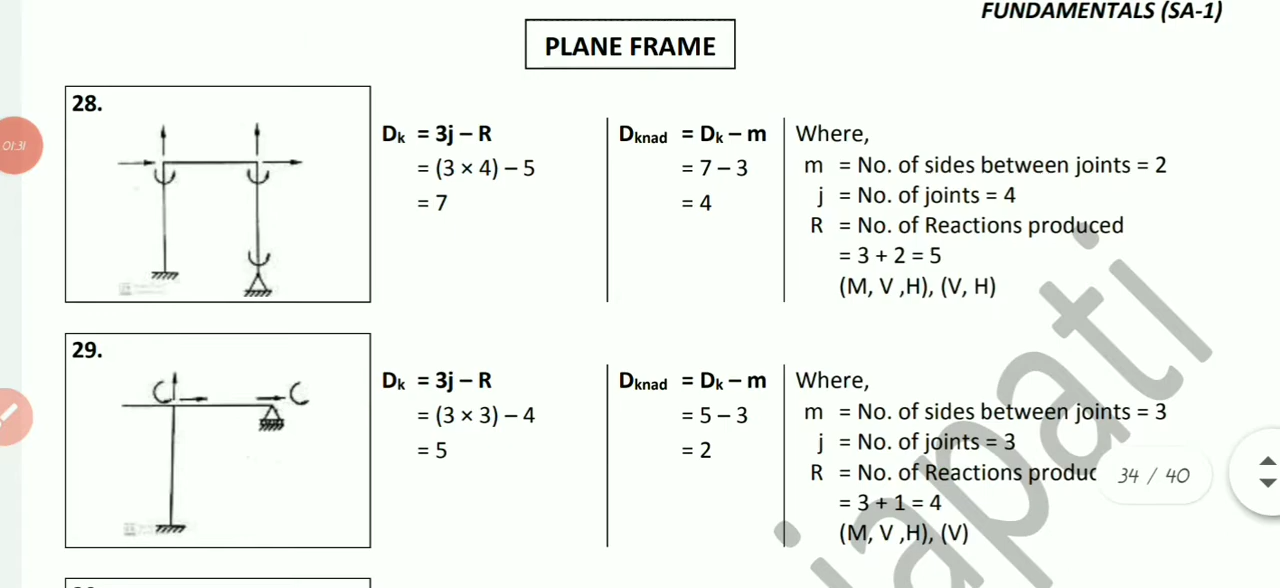 FUNDAMENTALS (SA-1)
PLANE FRAME
28.
Dk = 3j – R
= (3 × 4) – 5
= 7
Dknad = Dk – m
= 7 – 3
= 4
Where,
m = No. of sides between joints = 2
j = No. of joints = 4
R = No. of Reactions produced
= 3 + 2 = 5
(M, V ,H), (V, H)
01:31
29.
Dk = 3j – R
= (3 × 3) – 4
= 5
Dknad = Dk – m
= 5 – 3
= 2
Where,
m = No. of sides between joints = 3
j = No. of joints = 3
R = No. of Reactions produc
= 3 + 1 = 4
(M, V ,H), (V)
34 / 40
japati